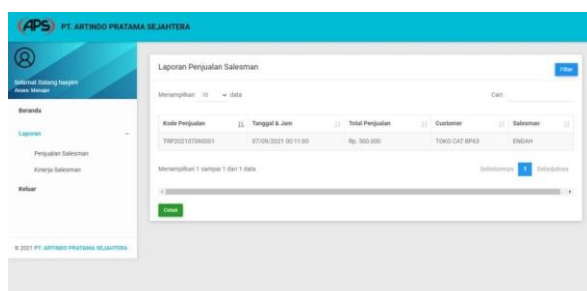 APS PT. ARTINDO PRATAMA SEJAHTERA
Selamat Datang hasyim
Akses: Manajer
Beranda
Laporan
Penjualan Salesman
Kinerja Salesman
Keluar
© 2021 PT. ARTINDO PRATAMA SEJAHTERA
Laporan Penjualan Salesman
Filter
Menampilkan 10 data
Cari:
Kode Penjualan Tanggal & Jam Total Penjualan Customer Salesman
TRP202107090001 07/09/2021 00:11:00 Rp. 500.000 TOKO CAT BP63 ENDAH
Menampilkan 1 sampai 1 dari 1 data
Sebelumnya 1 Selanjutnya
Cetak